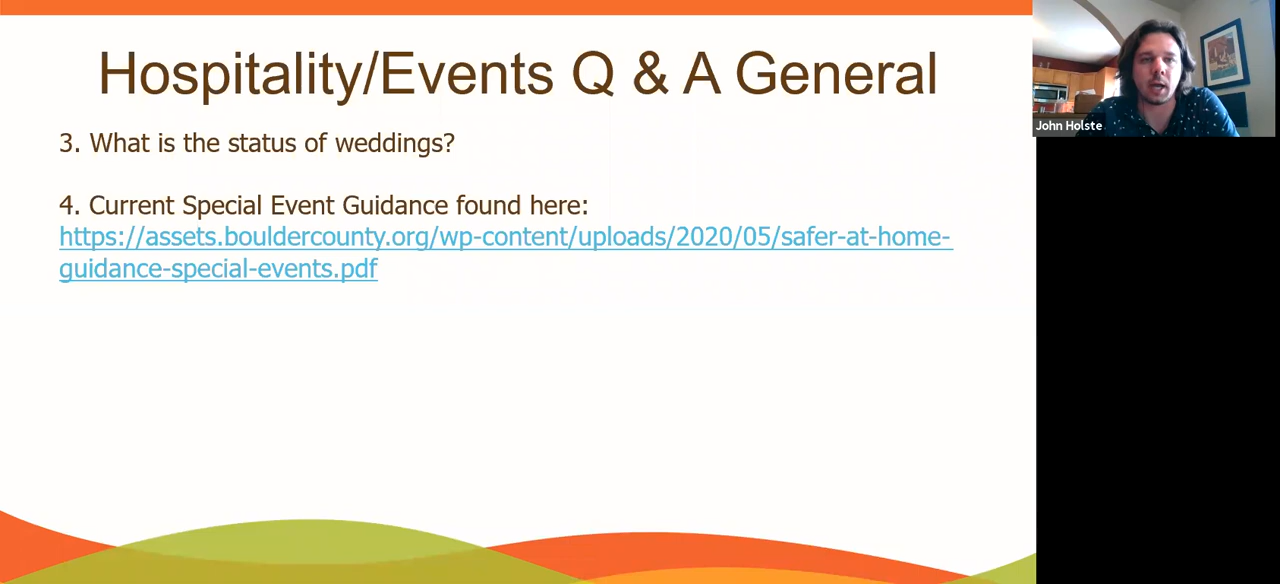 Hospitality/Events Q & A General
3. What is the status of weddings?
4. Current Special Event Guidance found here:
https://assets.bouldercounty.org/wp-content/uploads/2020/05/safer-at-home-
guidance-special-events.pdf
John Holste